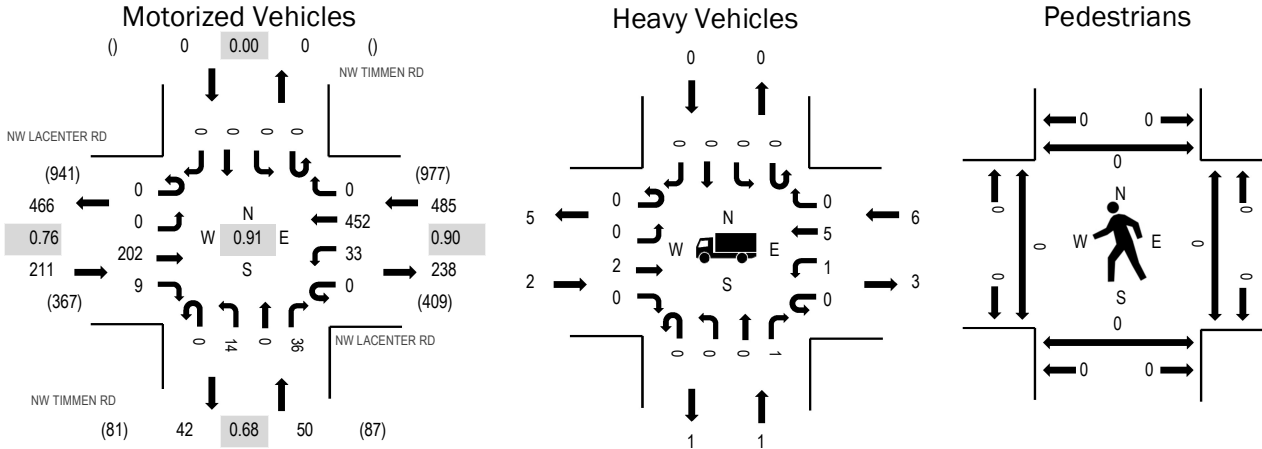 Motorized Vehicles
Heavy Vehicles
Pedestrians
() 0 0.00 0 ()
0 0
NW TIMMEN RD
0 0
0 0 0 0
0 0 0 0
0
NW LACENTER RD
(941) 0 0 (977)
466 0 452 485
0.76 N 0.90
W 0.91 E
S
211 202 33 238
(367) 9 0 (409)
0 14 0 36
NW LACENTER RD
NW TIMMEN RD
(81) 42 0.68 50 (87)
5 0 0 6
0 5
N
W E
S
2 2 1 3
0 0
0 0 0 1
1 1
0 0 0 0
N
W E
S
0 0
0
0 0